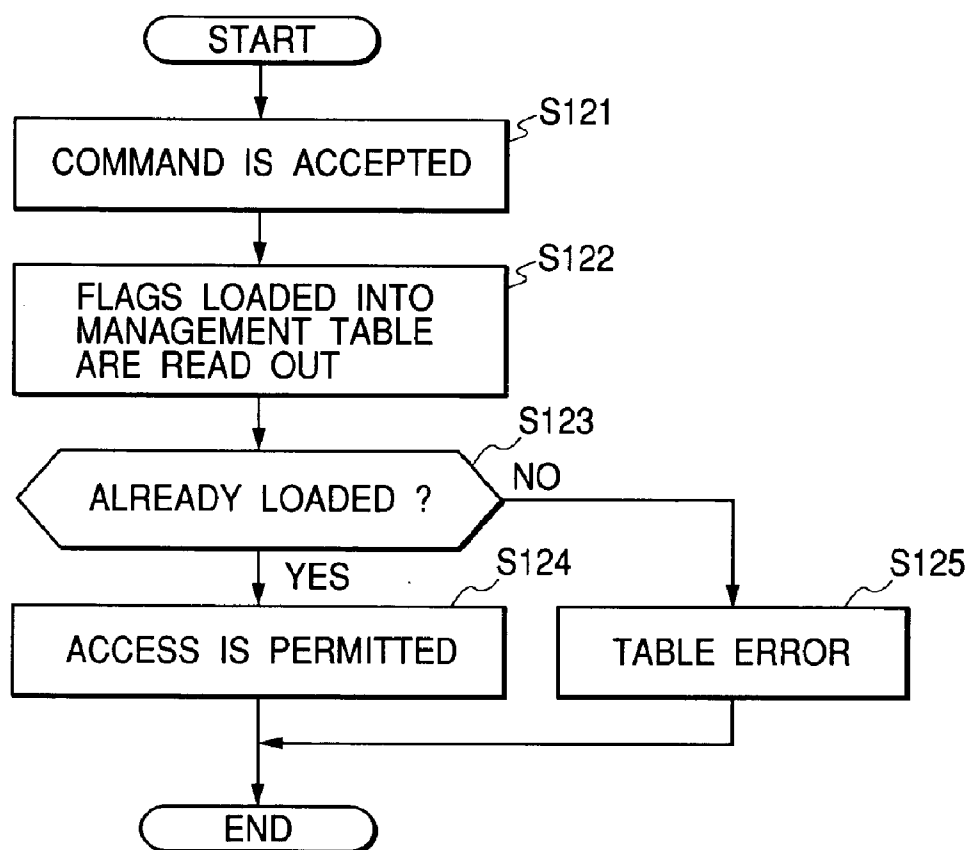 START
S121
COMMAND IS ACCEPTED
S122
FLAGS LOADED INTO
MANAGEMENT TABLE
ARE READ OUT
S123
ALREADY LOADED ?
NO
YES
S124
ACCESS IS PERMITTED
S125
TABLE ERROR
END